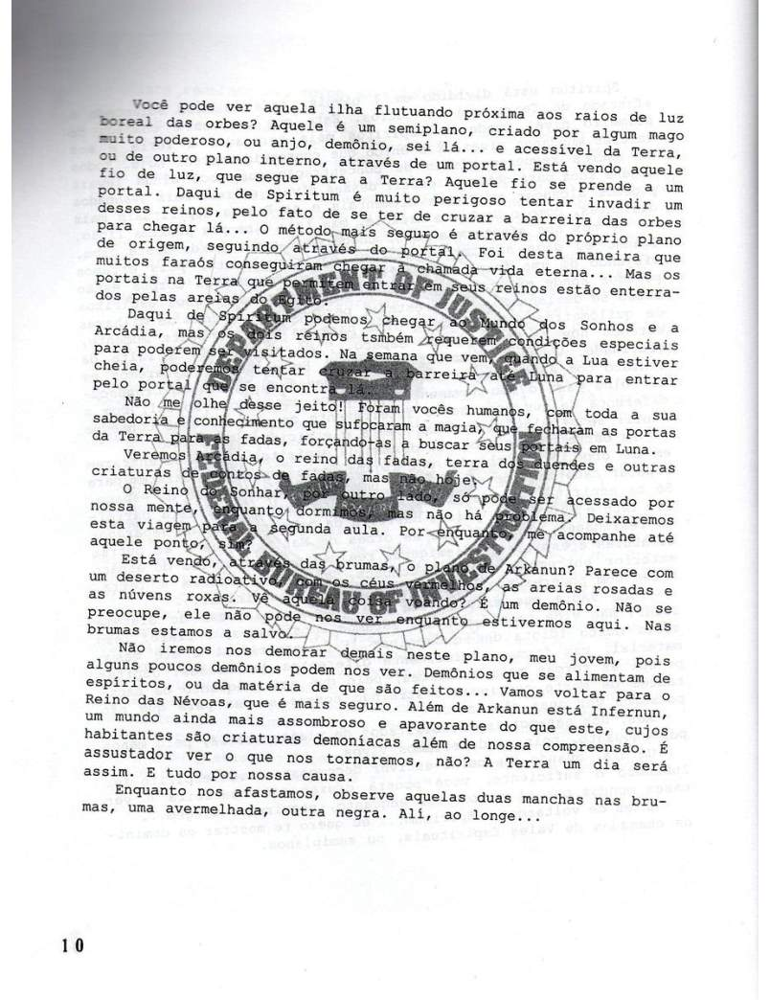 Você pode ver aquela ilha flutuando próxima aos raios de luz
boreal das orbes? Aquele é um semiplano, criado por algum mago
muito poderoso, ou anjo, demônio, sei lá... e acessível da Terra,
ou de outro plano interno, através de um portal. Está vendo aquele
fio de luz, que segue para a Terra? Aquele fio se prende a um
portal. Daqui de Spiritum é muito perigoso tentar invadir um
desses reinos, pelo fato de se ter de cruzar a barreira das orbes
para chegar lá... O método mais seguro é através do próprio plano
de origem, seguindo através do portal. Foi desta maneira que
muitos faraós conseguiram chegar à chamada vida eterna... Mas os
portais na Terra que permitem entrar em seus reinos estão enterra-
dos pelas areias do Egito.
Daqui de Spiritum podemos chegar ao Mundo dos Sonhos e a
Arcádia, mas os dois reinos tsmbém requerem condições especiais
para poderem ser visitados. Na semana que vem, quando a Lua estiver
cheia, poderemos tentar cruzar a barreira até Luna para entrar
pelo portal que se encontra lá.
Não me olhe desse jeito! Foram vocês humanos, com toda a sua
sabedoria e conhecimento que sufocaram a magia, que fecharam as portas
da Terra para as fadas, forçando-as a buscar seus portais em Luna.
Veremos Arcádia, o reino das fadas, terra dos duendes e outras
criaturas de contos de fadas, mas não hoje.
O Reino do Sonhar, por outro lado, só pode ser acessado por
nossa mente, enquanto dormimos, mas não há problema. Deixaremos
esta viagem para a segunda aula. Por enquanto, me acompanhe até
aquele ponto, sim?
Está vendo, através das brumas, o plano de Arkanun? Parece com
um deserto radioativo, com os céus vermelhos, as areias rosadas e
as núvens roxas. Vê aquela coisa voando? É um demônio. Não se
preocupe, ele não pode nos ver enquanto estivermos aqui. Nas
brumas estamos a salvo.
Não iremos nos demorar demais neste plano, meu jovem, pois
alguns poucos demônios podem nos ver. Demônios que se alimentam de
espíritos, ou da matéria de que são feitos... Vamos voltar para o
Reino das Névoas, que é mais seguro. Além de Arkanun está Infernun,
um mundo ainda mais assombroso e apavorante do que este, cujos
habitantes são criaturas demoníacas além de nossa compreensão. É
assustador ver o que nos tornaremos, não? A Terra um dia será
assim. E tudo por nossa causa.
Enquanto nos afastamos, observe aquelas duas manchas nas bru-
mas, uma avermelhada, outra negra. Ali, ao longe...
DEPARTMENT OF JUSTICE
FEDERAL BUREAU OF INVESTIGATION
10